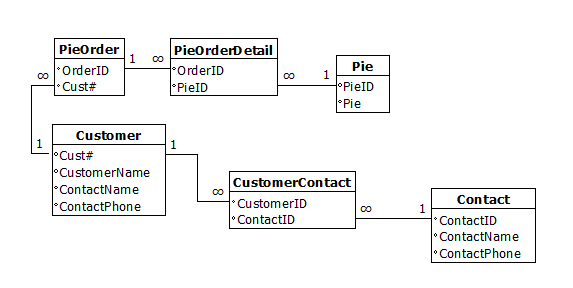 PieOrder
OrderID
Cust#
1 ∞
PieOrderDetail
OrderID
PieID
∞ 1
Pie
PieID
Pie
∞
1
Customer
Cust#
CustomerName
ContactName
ContactPhone
1
∞
CustomerContact
CustomerID
ContactID
∞ 1
Contact
ContactID
ContactName
ContactPhone